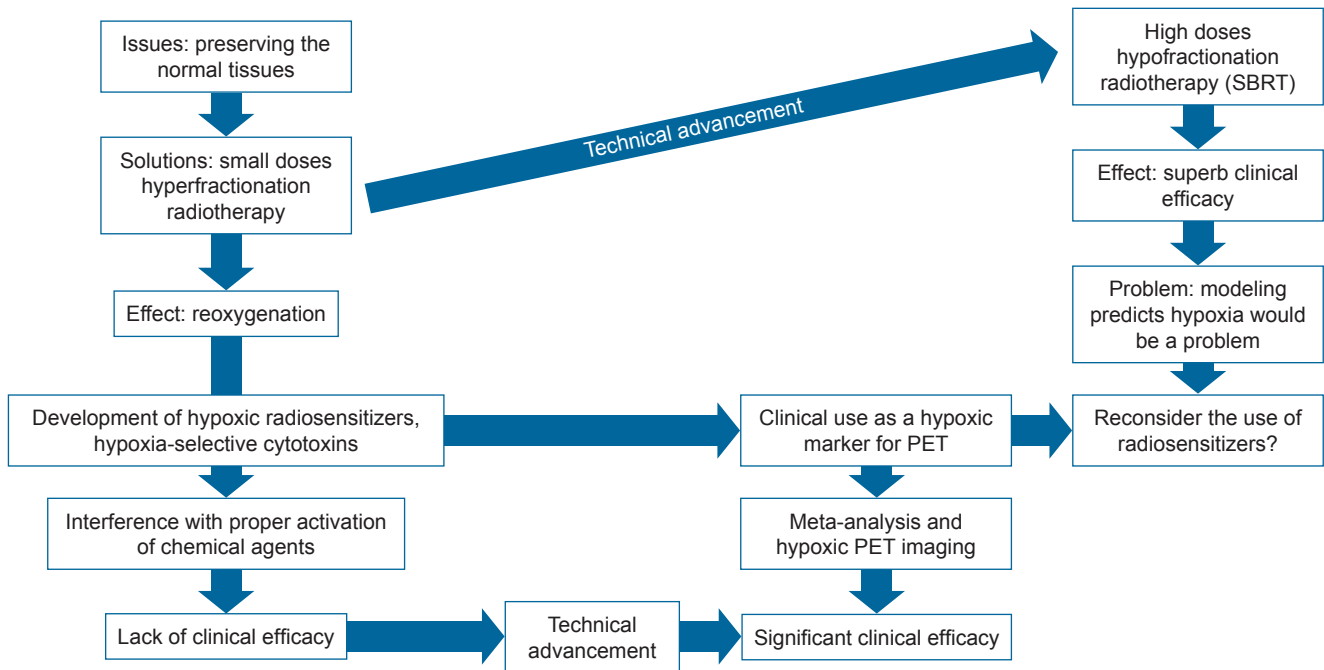 Issues: preserving the
normal tissues
Solutions: small doses
hyperfractionation
radiotherapy
Effect: reoxygenation
Development of hypoxic radiosensitizers,
hypoxia-selective cytotoxins
Interference with proper activation
of chemical agents
Lack of clinical efficacy
Technical
advancement
Technical advancement
Clinical use as a hypoxic
marker for PET
Meta-analysis and
hypoxic PET imaging
Significant clinical efficacy
High doses
hypofractionation
radiotherapy (SBRT)
Effect: superb clinical
efficacy
Problem: modeling
predicts hypoxia would
be a problem
Reconsider the use of
radiosensitizers?